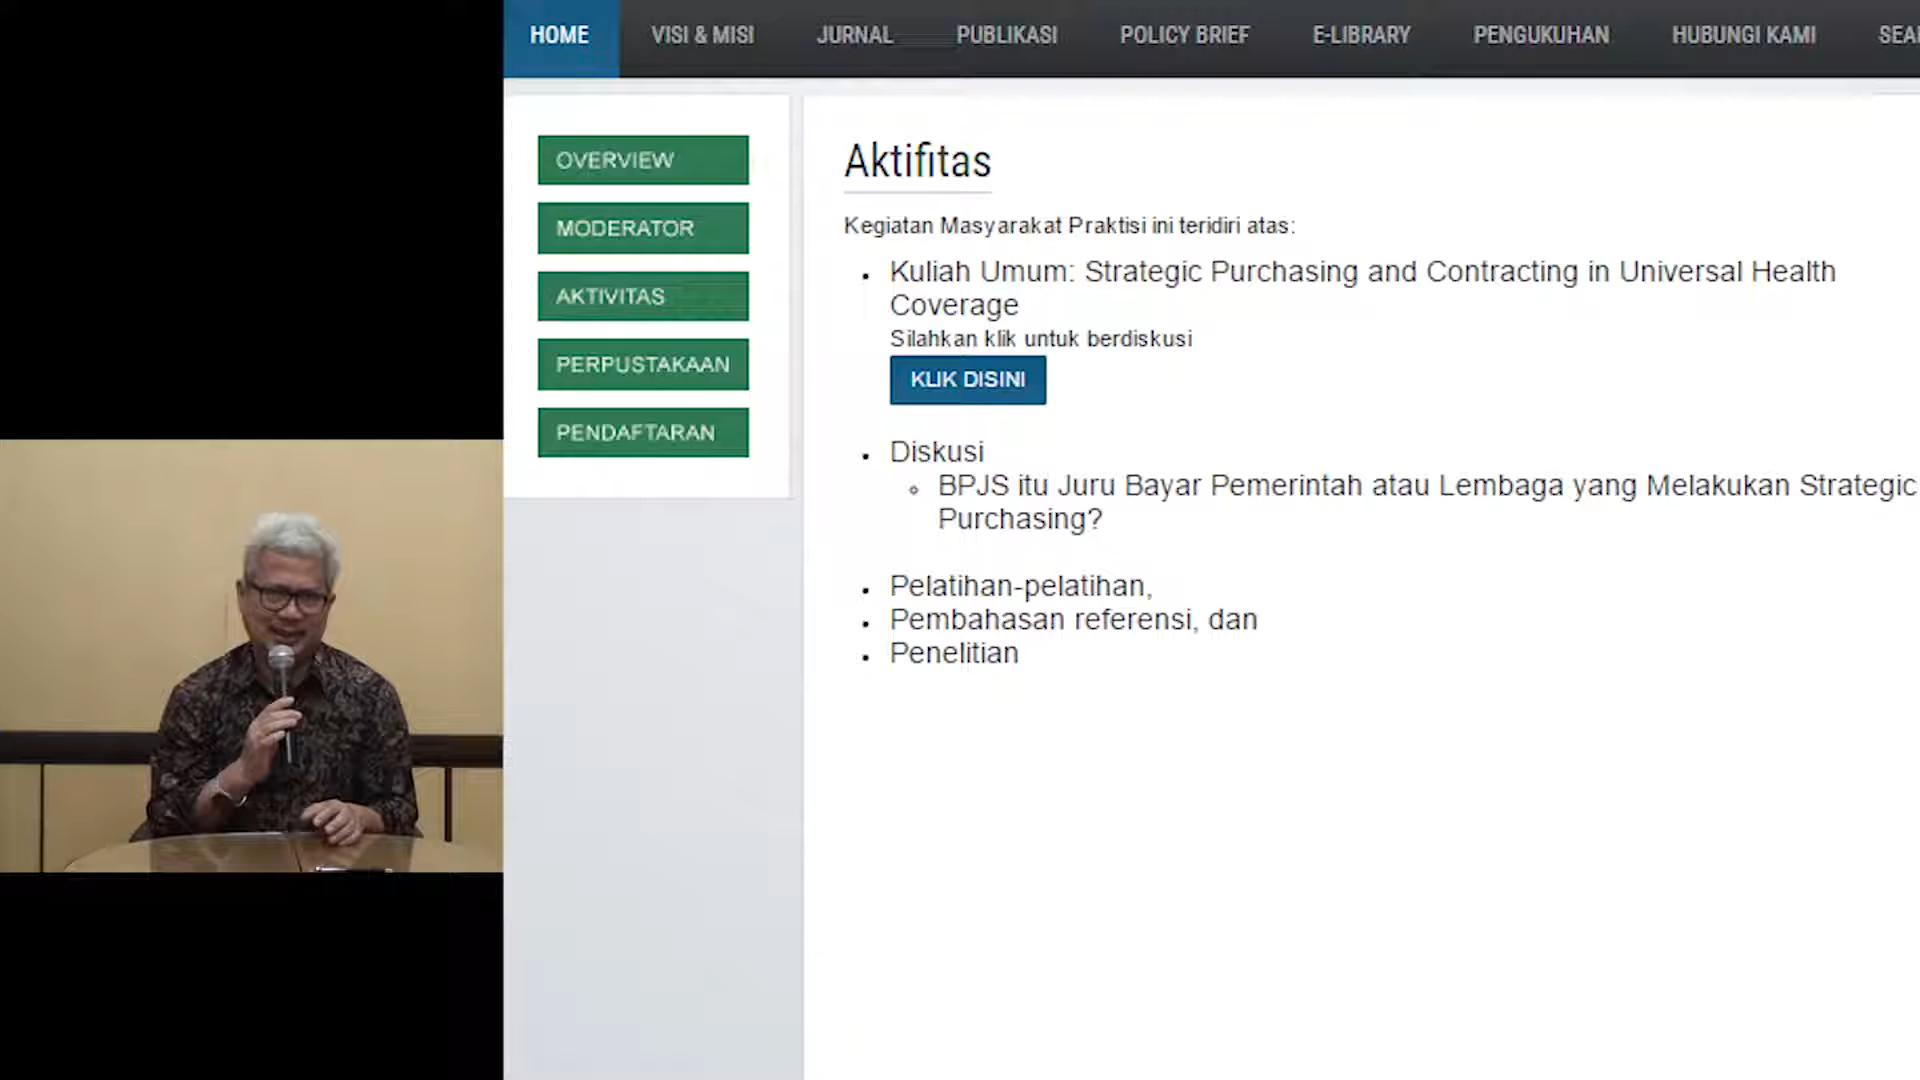 HOME VISI & MISI JURNAL PUBLIKASI POLICY BRIEF E-LIBRARY PENGUKUHAN HUBUNGI KAMI
OVERVIEW
MODERATOR
AKTIVITAS
PERPUSTAKAAN
PENDAFTARAN
Aktifitas
Kegiatan Masyarakat Praktisi ini teridiri atas:
Kuliah Umum: Strategic Purchasing and Contracting in Universal Health
Coverage
Silahkan klik untuk berdiskusi
KLIK DISINI
Diskusi
BPJS itu Juru Bayar Pemerintah atau Lembaga yang Melakukan Strategic
Purchasing?
Pelatihan-pelatihan,
Pembahasan referensi, dan
Penelitian